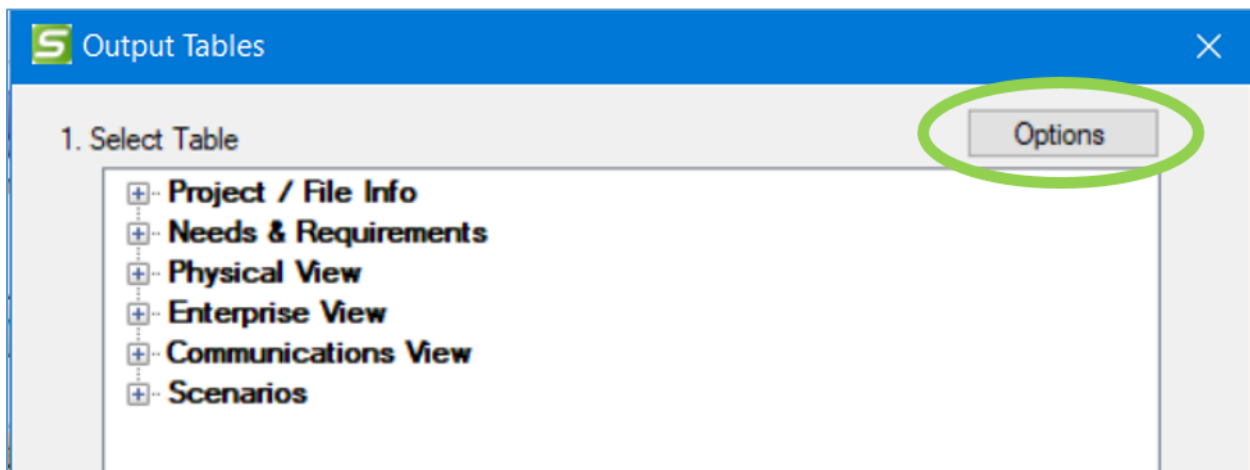 Output Tables
Options
1. Select Table
Project / File Info
Needs & Requirements
Physical View
Enterprise View
Communications View
Scenarios